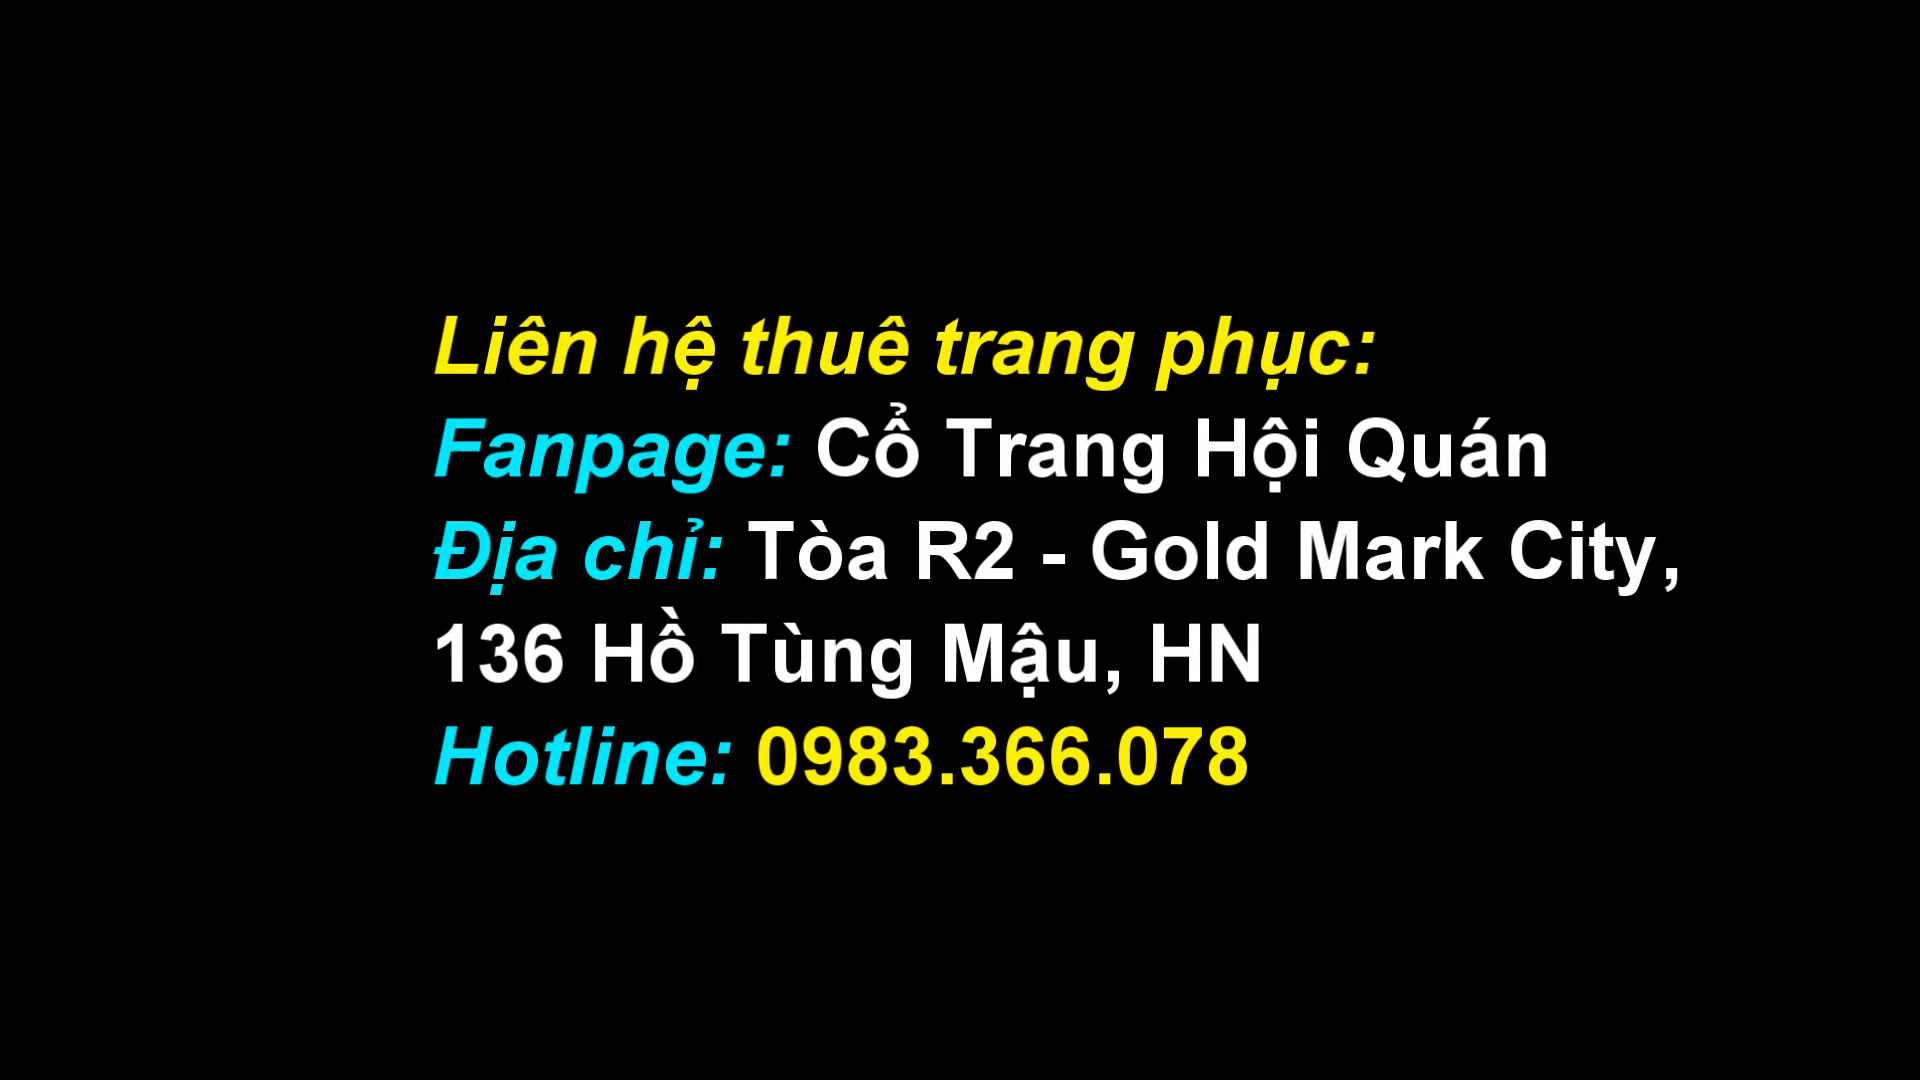 Liên hệ thuê trang phục:
Fanpage: Cổ Trang Hội Quán
Địa chỉ: Tòa R2 - Gold Mark City,
136 Hồ Tùng Mậu, HN
Hotline: 0983.366.078